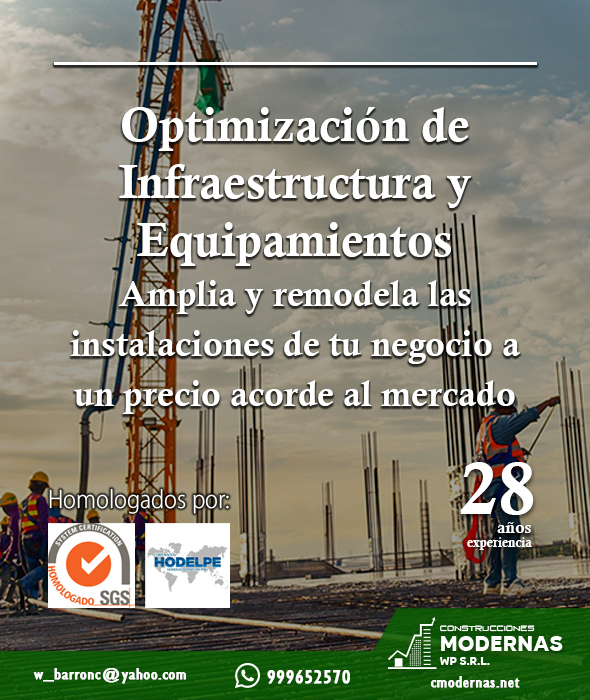 Optimización de
Infraestructura y
Equipamientos
Amplia y remodela las
instalaciones de tu negocio a
un precio acorde al mercado
Homologados por:
28
años
experiencia
SYSTEM CERTIFICATION
HOMOLOGADO SGS
HODELPE
CONSTRUCCIONES
MODERNAS
WP S.R.L.
w_barronc@yahoo.com
999652570
cmodernas.net